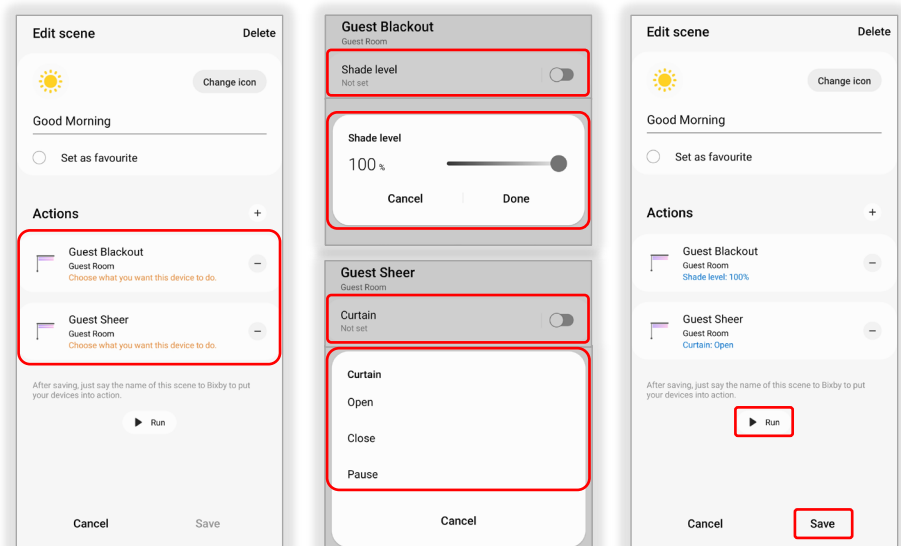 Edit scene
Delete
Change icon
Good Morning
Set as favourite
Actions
+
Guest Blackout
Guest Room
Choose what you want this device to do.
−
Guest Sheer
Guest Room
Choose what you want this device to do.
−
After saving, just say the name of this scene to Bixby to put
your devices into action.
Run
Cancel
Save
Guest Blackout
Guest Room
Shade level
Not set
Shade level
100 %
Cancel
Done
Guest Sheer
Guest Room
Curtain
Not set
Curtain
Open
Close
Pause
Cancel
Edit scene
Delete
Change icon
Good Morning
Set as favourite
Actions
+
Guest Blackout
Guest Room
Shade level: 100%
−
Guest Sheer
Guest Room
Curtain: Open
−
After saving, just say the name of this scene to Bixby to put
your devices into action.
Run
Cancel
Save